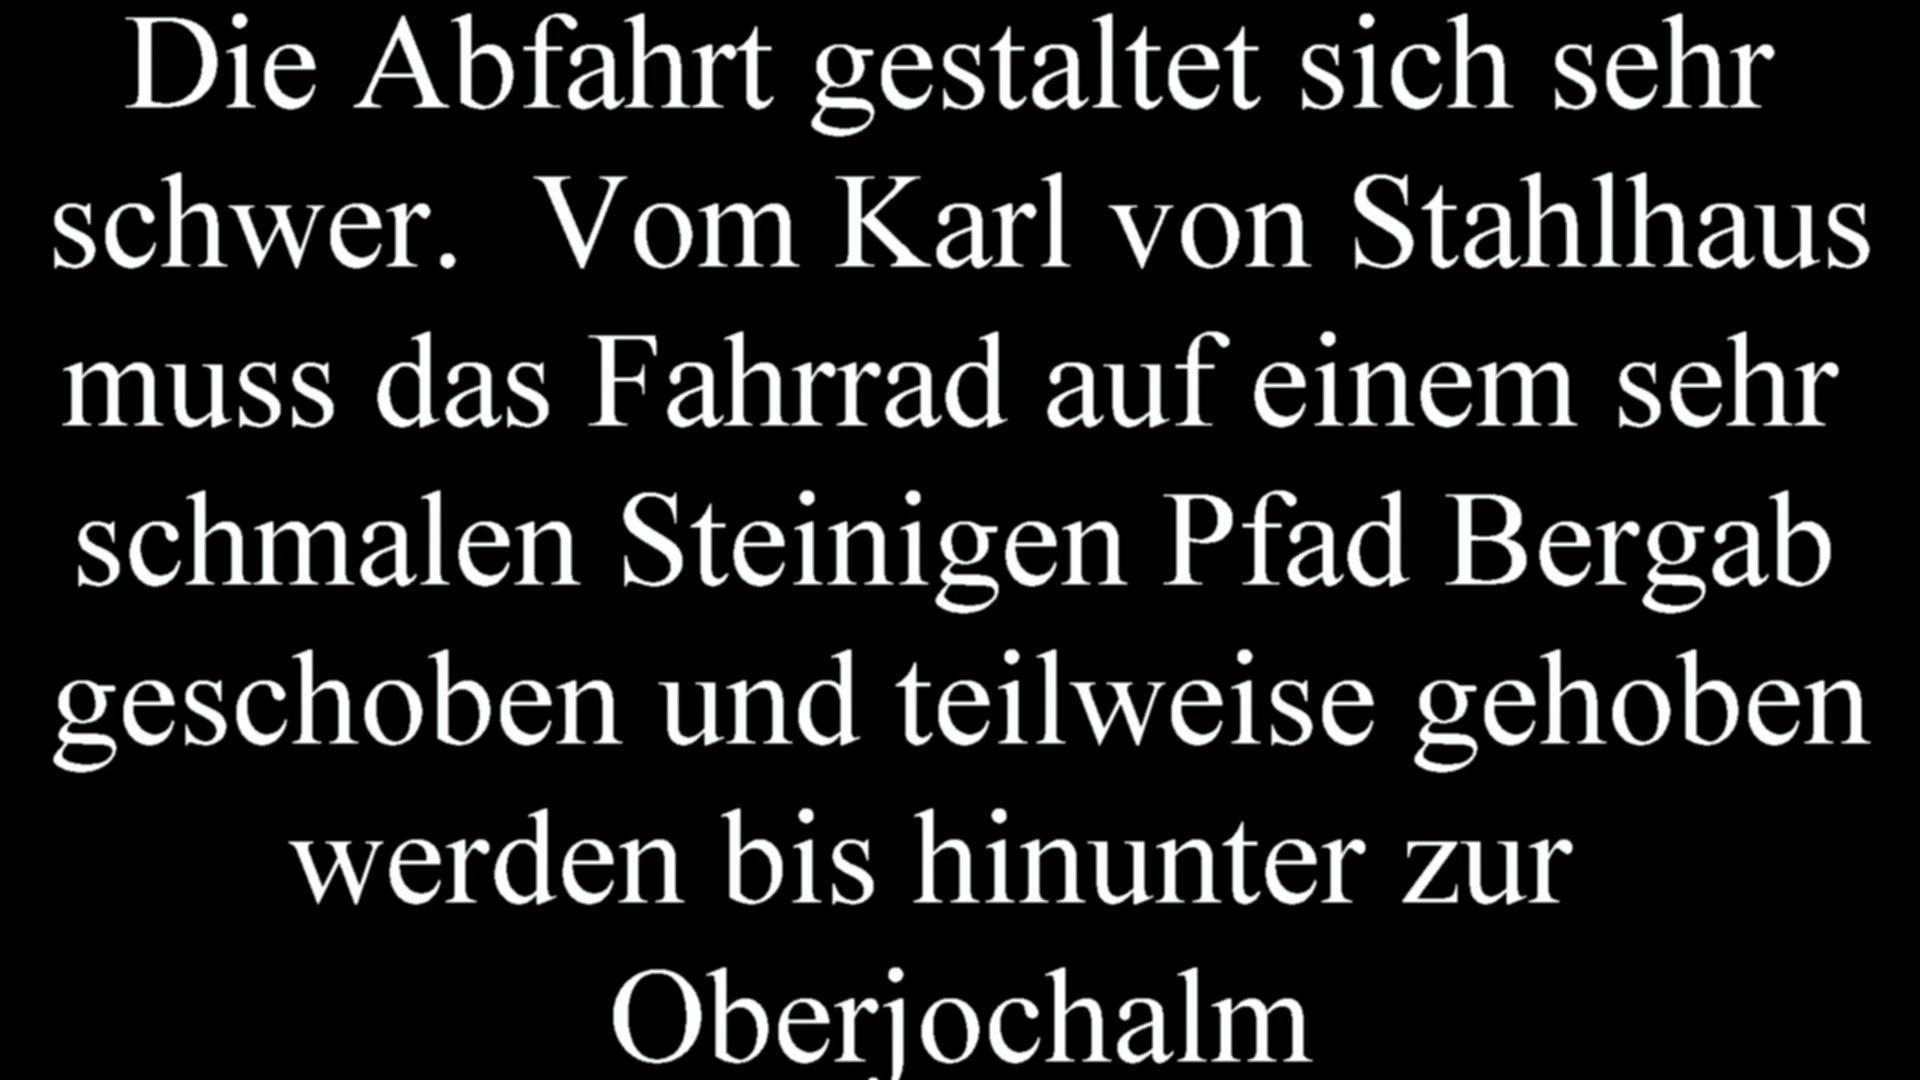 Die Abfahrt gestaltet sich sehr
schwer.  Vom Karl von Stahlhaus
muss das Fahrrad auf einem sehr
schmalen Steinigen Pfad Bergab
geschoben und teilweise gehoben
werden bis hinunter zur
Oberjochalm